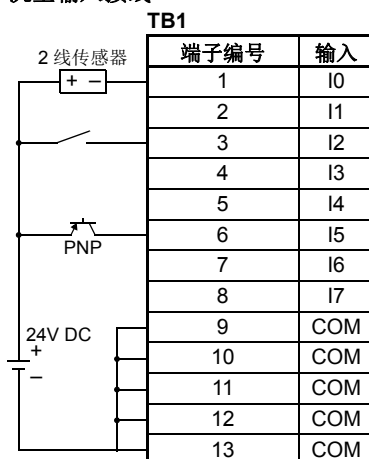 TB1
2 线传感器
+ −
PNP
24V DC
+
−
端子编号 输入
1 I0
2 I1
3 I2
4 I3
5 I4
6 I5
7 I6
8 I7
9 COM
10 COM
11 COM
12 COM
13 COM